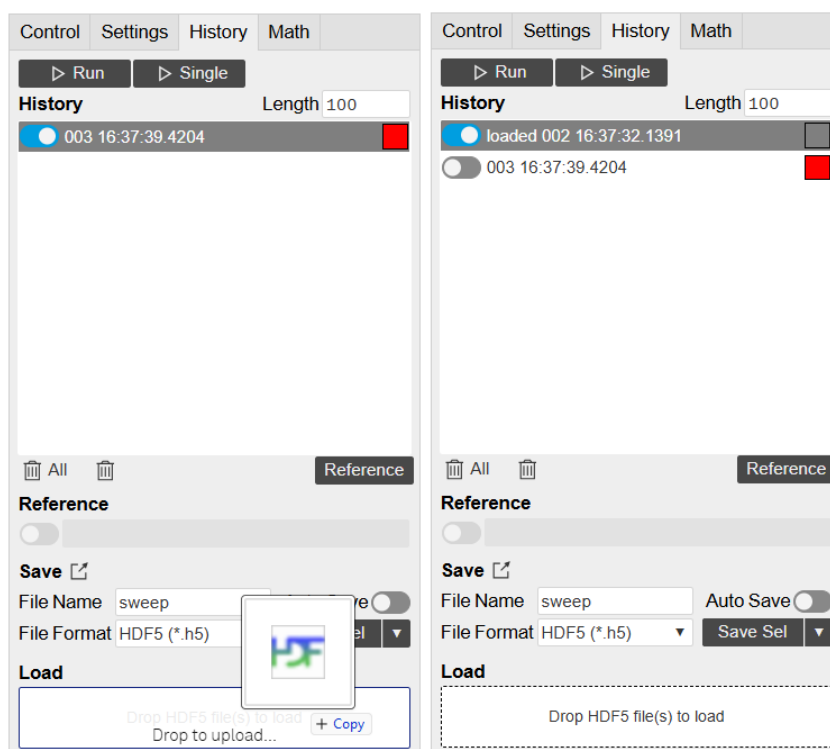 Control Settings History Math
Run Single
History Length 100
003 16:37:39.4204
All Reference
Reference
Save
File Name sweep
File Format HDF5 (*.h5)
HDF
Load
Drop HDF5 file(s) to load
+ Copy
Drop to upload...
Control Settings History Math
Run Single
History Length 100
loaded 002 16:37:32.1391
003 16:37:39.4204
All Reference
Reference
Save
File Name sweep Auto Save
File Format HDF5 (*.h5) Save Sel
Load
Drop HDF5 file(s) to load